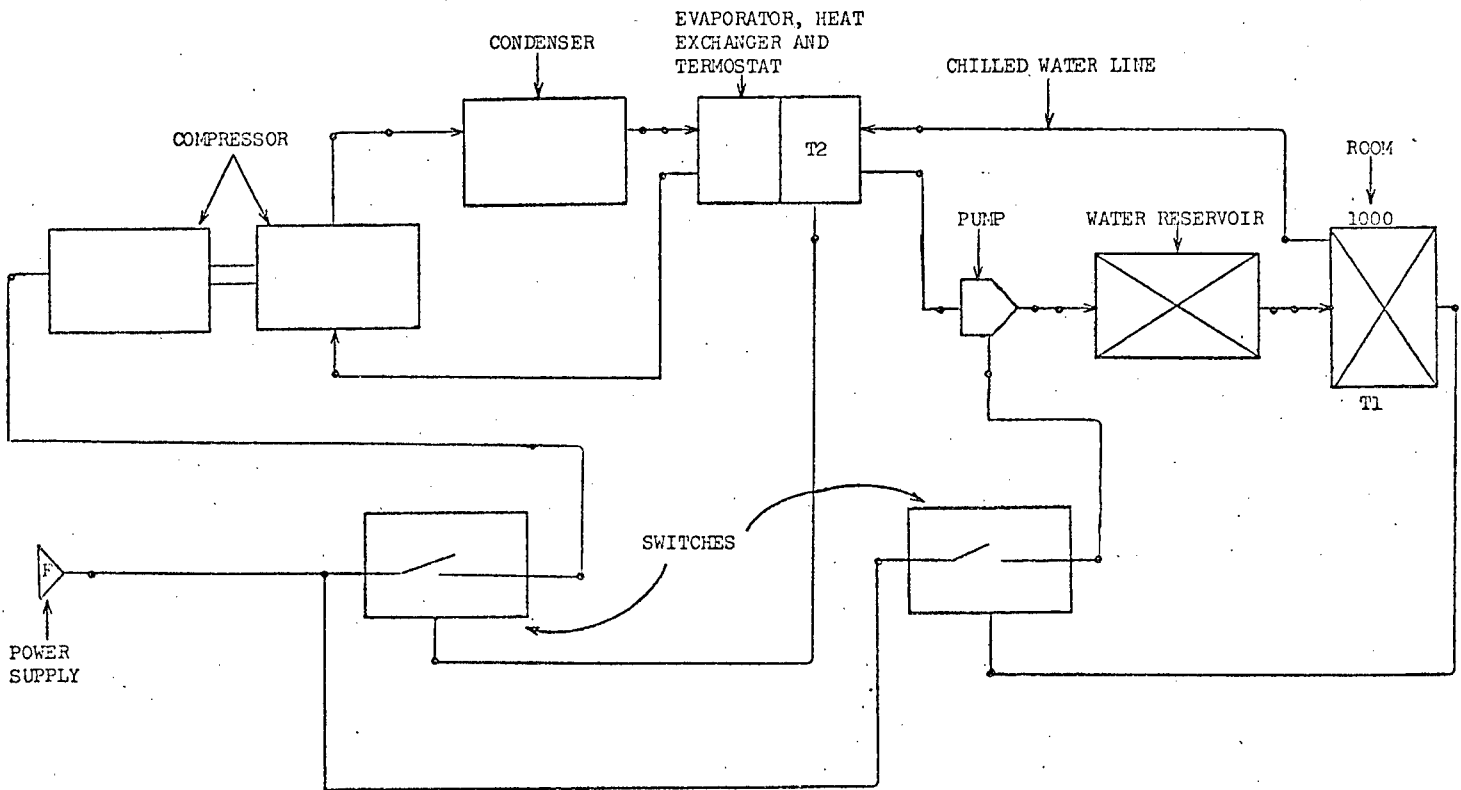 EVAPORATOR, HEAT
EXCHANGER AND
TERMOSTAT
CONDENSER
CHILLED WATER LINE
COMPRESSOR
T2
ROOM
1000
PUMP
WATER RESERVOIR
T1
SWITCHES
P
POWER
SUPPLY